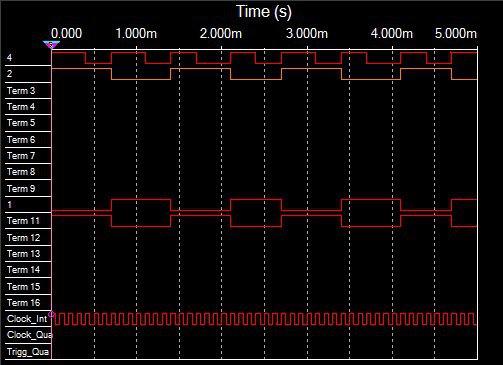 Time (s)
0.000 1.000m 2.000m 3.000m 4.000m 5.000m
4
2
Term 3
Term 4
Term 5
Term 6
Term 7
Term 8
Term 9
1
Term 11
Term 12
Term 13
Term 14
Term 15
Term 16
Clock_Int
Clock_Qua
Trigg_Qua